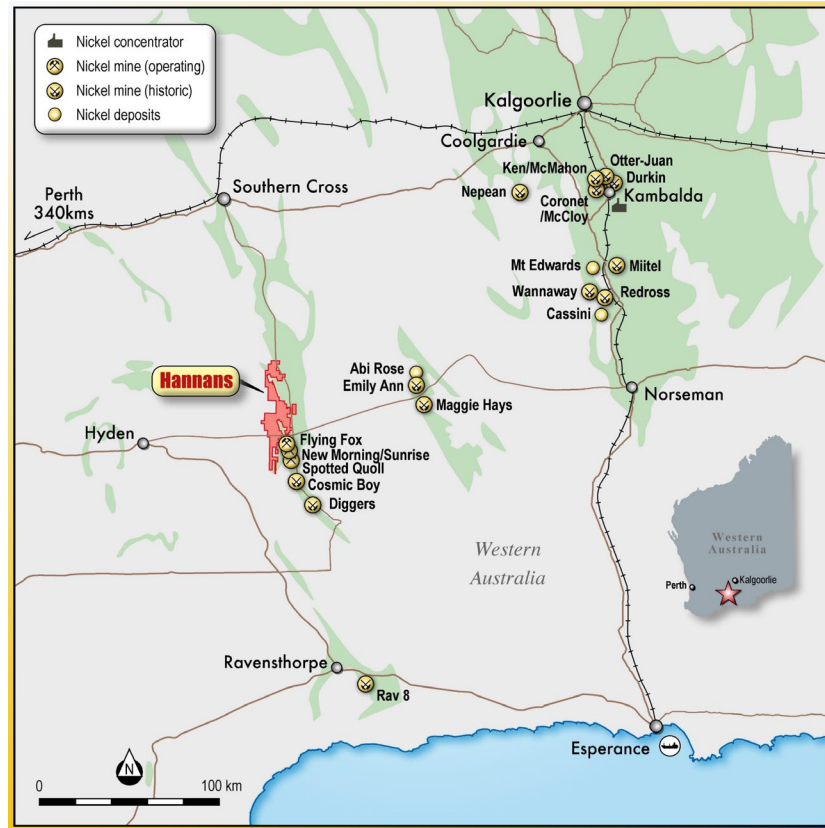 Nickel concentrator
Nickel mine (operating)
Nickel mine (historic)
Nickel deposits
Kalgoorlie
Coolgardie
Otter-Juan
Ken/McMahon
Durkin
Perth
340kms
Southern Cross
Nepean
Kambalda
Coronet
/McCloy
Mt Edwards
Miitel
Wannaway
Redross
Cassini
Abi Rose
Hannans
Emily Ann
Norseman
Maggie Hays
Hyden
Flying Fox
New Morning/Sunrise
Spotted Quoll
Cosmic Boy
Diggers
Western
Australia
Western
Australia
Perth
Kalgoorlie
Ravensthorpe
Rav 8
Esperance
N
0
100 km